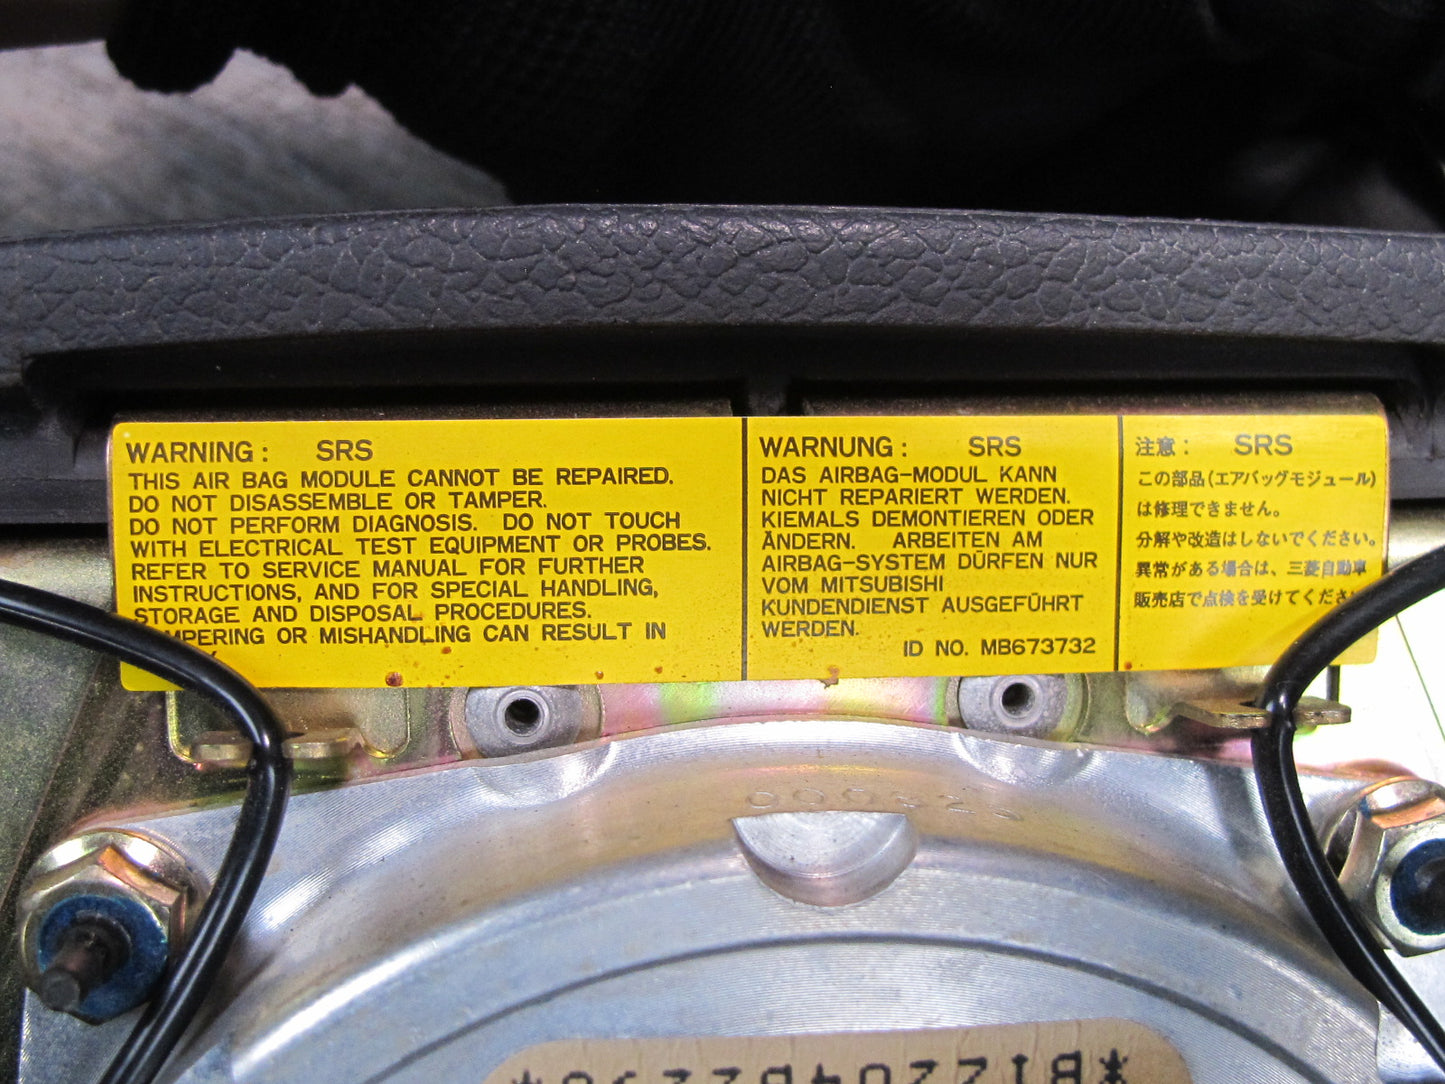 WARNING : SRS
THIS AIR BAG MODULE CANNOT BE REPAIRED.
DO NOT DISASSEMBLE OR TAMPER.
DO NOT PERFORM DIAGNOSIS. DO NOT TOUCH
WITH ELECTRICAL TEST EQUIPMENT OR PROBES.
REFER TO SERVICE MANUAL FOR FURTHER
INSTRUCTIONS, AND FOR SPECIAL HANDLING,
STORAGE AND DISPOSAL PROCEDURES.
OR MISHANDLING CAN RESULT IN
WARNUNG : SRS
DAS AIRBAG-MODUL KANN
NICHT REPARIERT WERDEN.
KIEMALS DEMONTIEREN ODER
ÄNDERN. ARBEITEN AM
AIRBAG-SYSTEM DÜRFEN NUR
VOM MITSUBISHI
KUNDENDIENST AUSGEFÜHRT
WERDEN.
ID NO. MB673732
注意 : SRS
この部品(エアバッグモジュール)
は修理できません。
分解や改造はしないでください。
異常がある場合は、三菱自動車
販売店で点検を受けてくださ